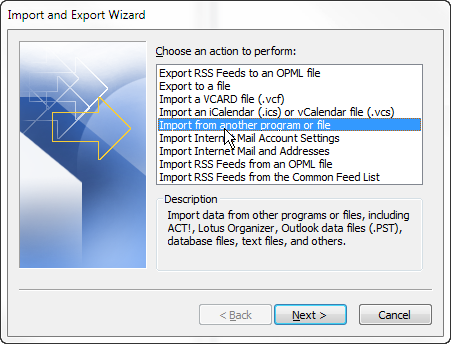 Import and Export Wizard
Choose an action to perform:
Export RSS Feeds to an OPML file
Export to a file
Import a VCARD file (.vcf)
Import an iCalendar (.ics) or vCalendar file (.vcs)
Import from another program or file
Import Internet Mail Account Settings
Import Internet Mail and Addresses
Import RSS Feeds from an OPML file
Import RSS Feeds from the Common Feed List
Description
Import data from other programs or files, including
ACT!, Lotus Organizer, Outlook data files (.PST),
database files, text files, and others.
< Back Next > Cancel